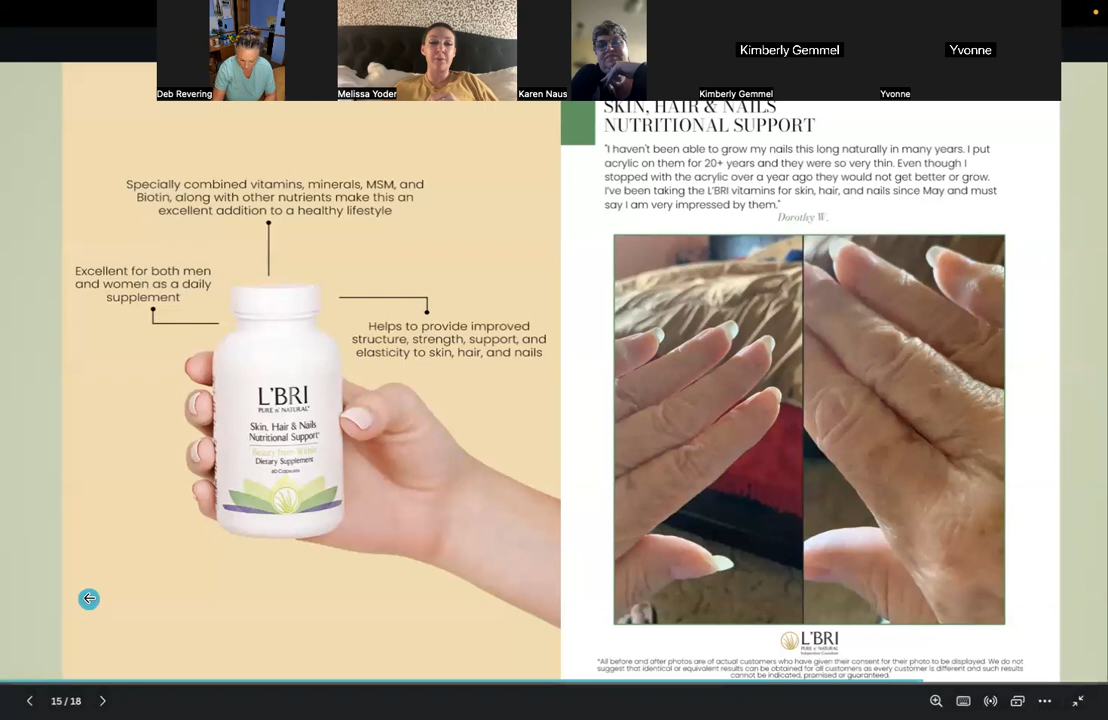 Kimberly Gemmel
Yvonne
Deb Revering
Melissa Yoder
Karen Naus
Kimberly Gemmel
Yvonne
Specially combined vitamins, minerals, MSM, and
Biotin, along with other nutrients make this an
excellent addition to a healthy lifestyle
Excellent for both men
and women as a daily
supplement
Helps to provide improved
structure, strength, support, and
elasticity to skin, hair, and nails
L'BRI
PURE n' NATURAL
Skin, Hair & Nails
Nutritional Support
Beauty from Within
Dietary Supplement
60 Capsules
SKIN, HAIR & NAILS
NUTRITIONAL SUPPORT
"I haven't been able to grow my nails this long naturally in many years. I put
acrylic on them for 20+ years and they were so very thin. Even though I
stopped with the acrylic over a year ago they would not get better or grow.
I've been taking the L'BRI vitamins for skin, hair, and nails since May and must
say I am very impressed by them."
Dorothy W.
L'BRI
PURE n' NATURAL
Independent Consultant
*All before and after photos are of actual customers who have given their consent for their photo to be displayed. We do not
suggest that identical or equivalent results can be obtained for all customers as every customer is different and such results
cannot be indicated, promised or guaranteed.
15 / 18